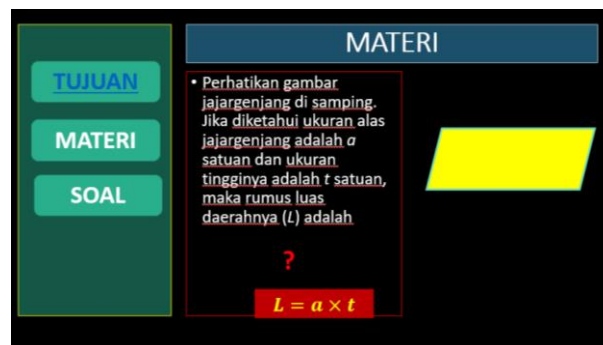 MATERI
TUJUAN
MATERI
SOAL
• Perhatikan gambar
jajargenjang di samping.
Jika diketahui ukuran alas
jajargenjang adalah a
satuan dan ukuran
tingginya adalah t satuan,
maka rumus luas
daerahnya (L) adalah
?
L = a × t